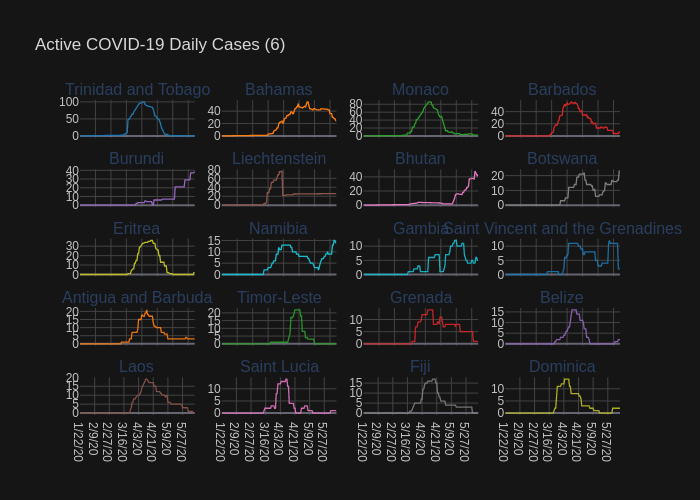 Active COVID-19 Daily Cases (6)
Trinidad and Tobago Bahamas Monaco Barbados
100 50 0 40 20 0 80 60 40 20 0 40 20 0
Burundi Liechtenstein Bhutan Botswana
40 30 20 10 0 80 60 40 20 0 40 20 0 20 10 0
Eritrea Namibia Gambia Saint Vincent and the Grenadines
30 20 10 0 15 10 5 0 10 5 0 10 5 0
Antigua and Barbuda Timor-Leste Grenada Belize
20 15 10 5 0 20 10 0 10 5 0 15 10 5 0
Laos Saint Lucia Fiji Dominica
20 15 10 5 0 10 5 0 15 10 5 0 10 5 0
1/22/20 2/9/20 2/27/20 3/16/20 4/3/20 4/21/20 5/9/20 5/27/20 1/22/20 2/9/20 2/27/20 3/16/20 4/3/20 4/21/20 5/9/20 5/27/20 1/22/20 2/9/20 2/27/20 3/16/20 4/3/20 4/21/20 5/9/20 5/27/20 1/22/20 2/9/20 2/27/20 3/16/20 4/3/20 4/21/20 5/9/20 5/27/20